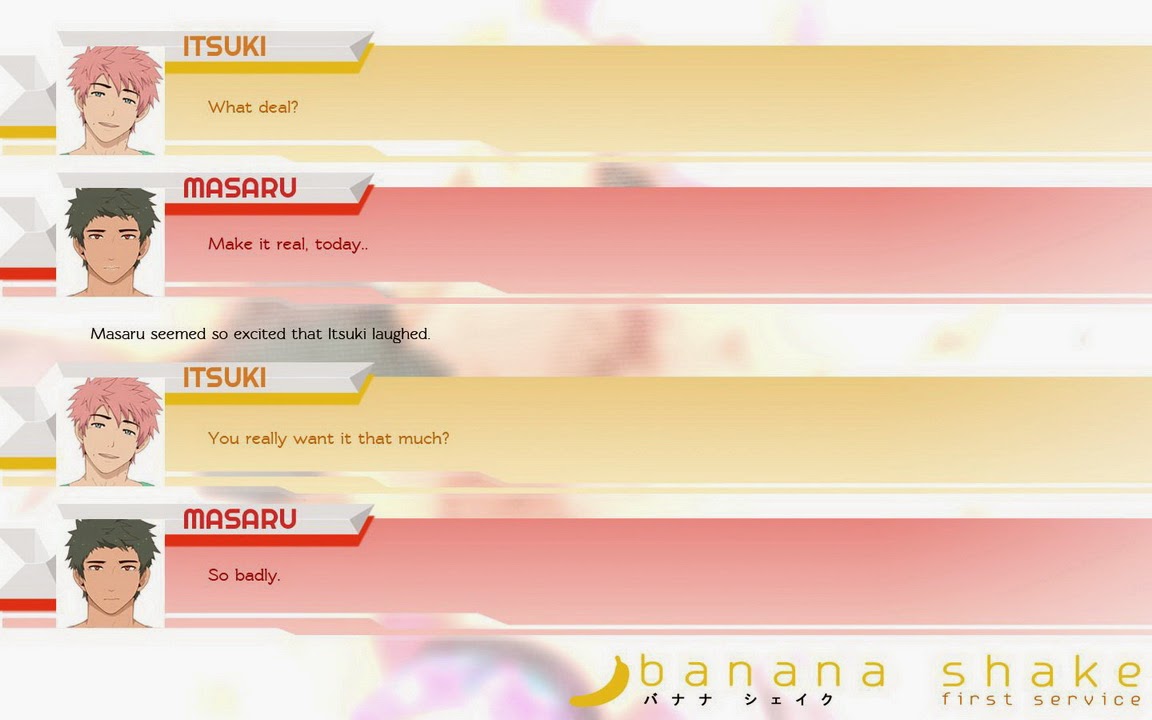 ITSUKI
What deal?
MASARU
Make it real, today..
Masaru seemed so excited that Itsuki laughed.
ITSUKI
You really want it that much?
MASARU
So badly.
banana shake
バナナ シェイク first service